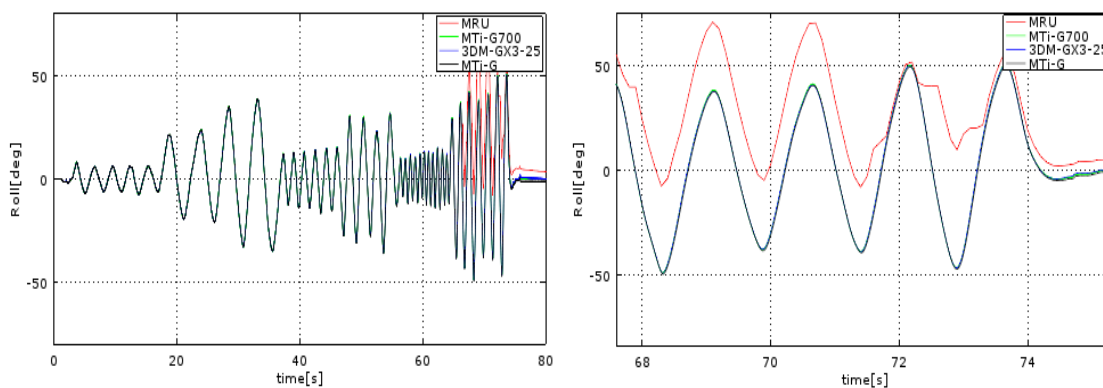 MRU
MTi-G700
3DM-GX3-25
MTi-G
50
0
-50
Roll[deg]
0
20
40
60
80
time[s]
MRU
MTi-G700
3DM-GX3-25
MTi-G
50
0
-50
Roll[deg]
68
70
72
74
time[s]